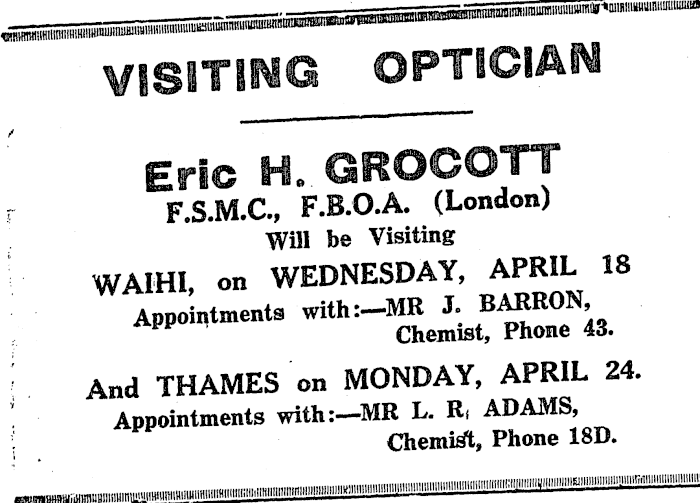 VISITING OPTICIAN
Eric H. GROCOTT
F.S.M.C., F.B.O.A. (London)
Will be Visiting
WAIHI, on WEDNESDAY, APRIL 18
Appointments with:—MR J. BARRON,
Chemist, Phone 43.
And THAMES on MONDAY, APRIL 24.
Appointments with:—MR L. R. ADAMS,
Chemist, Phone 18D.